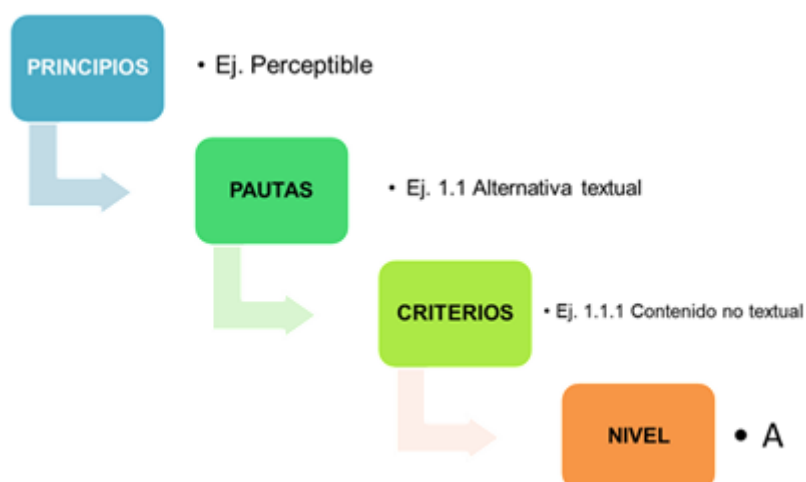 PRINCIPIOS
• Ej. Perceptible
PAUTAS
• Ej. 1.1 Alternativa textual
CRITERIOS
• Ej. 1.1.1 Contenido no textual
NIVEL
• A